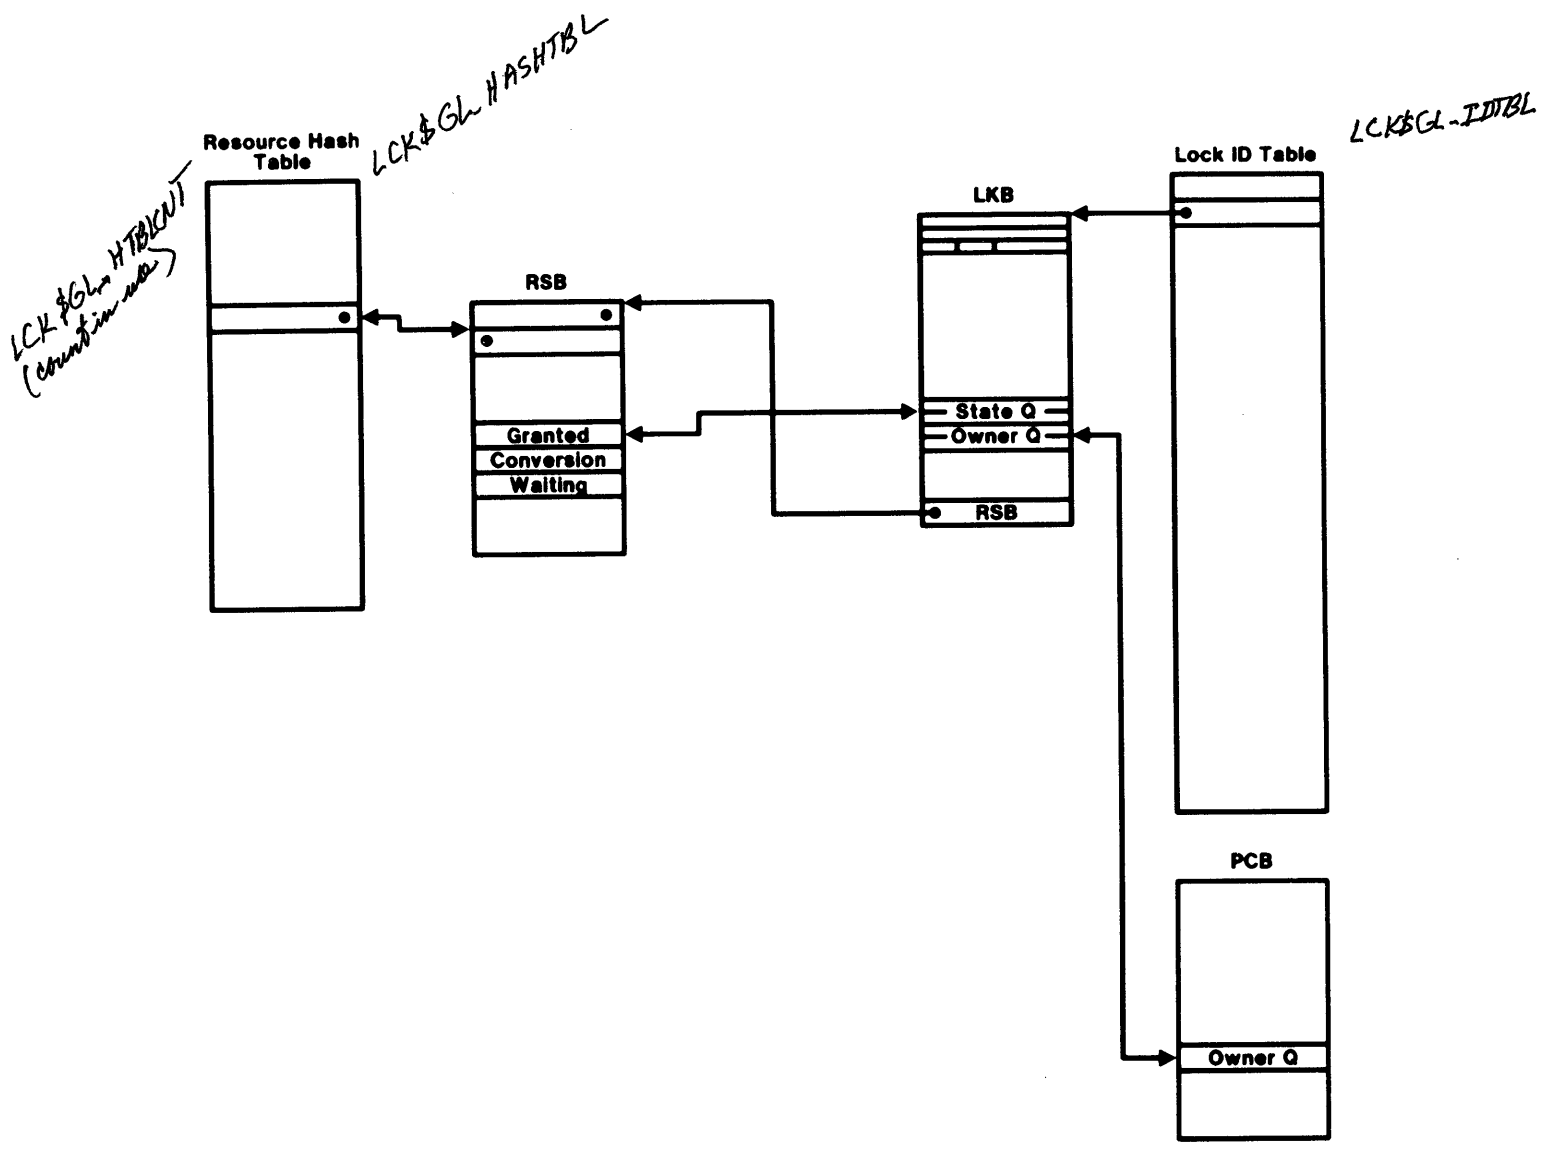 LCK$GL_HASHTBL
LCK$GL_IDTBL
Resource Hash
Table
Lock ID Table
LCK$GL_HTBLCNT
(count in use)
LKB
RSB
State Q
Owner Q
Granted
Conversion
Waiting
RSB
PCB
Owner Q